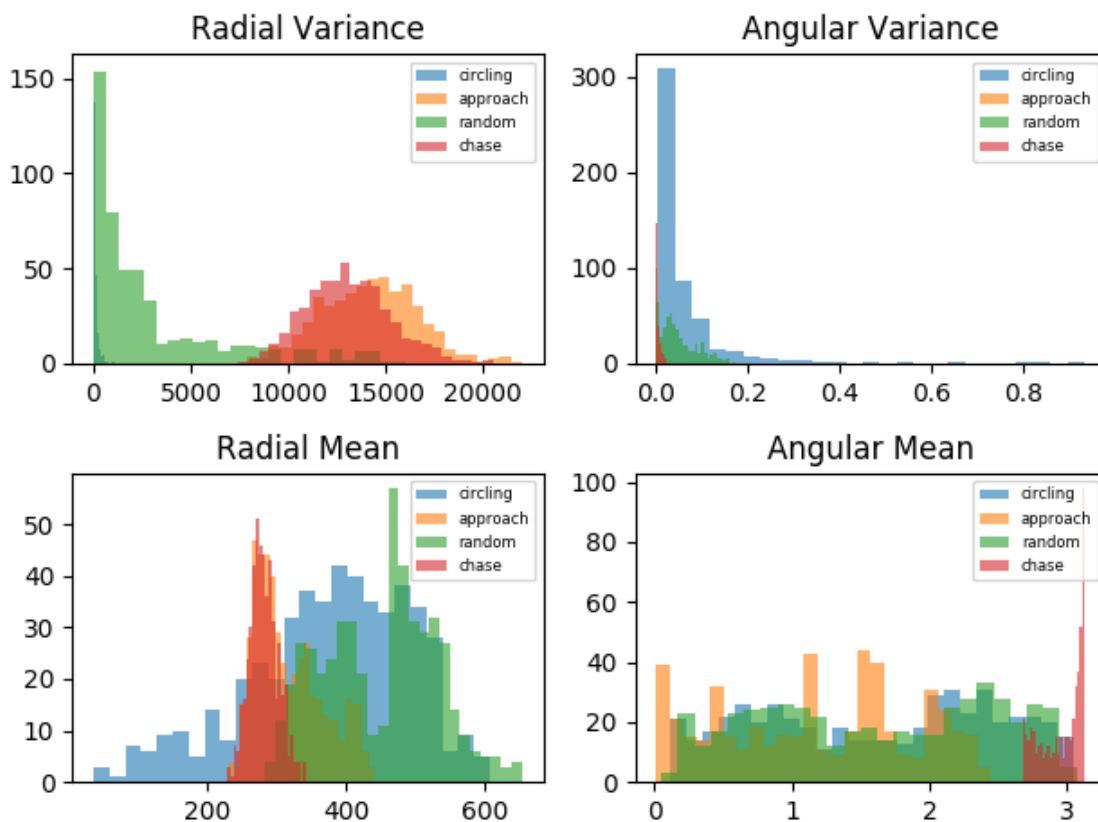 Radial Variance
150
100
50
0
0 5000 10000 15000 20000
circling
approach
random
chase
Angular Variance
300
200
100
0
0.0 0.2 0.4 0.6 0.8
circling
approach
random
chase
Radial Mean
50
40
30
20
10
0
200 400 600
circling
approach
random
chase
Angular Mean
100
80
60
40
20
0
0 1 2 3
circling
approach
random
chase